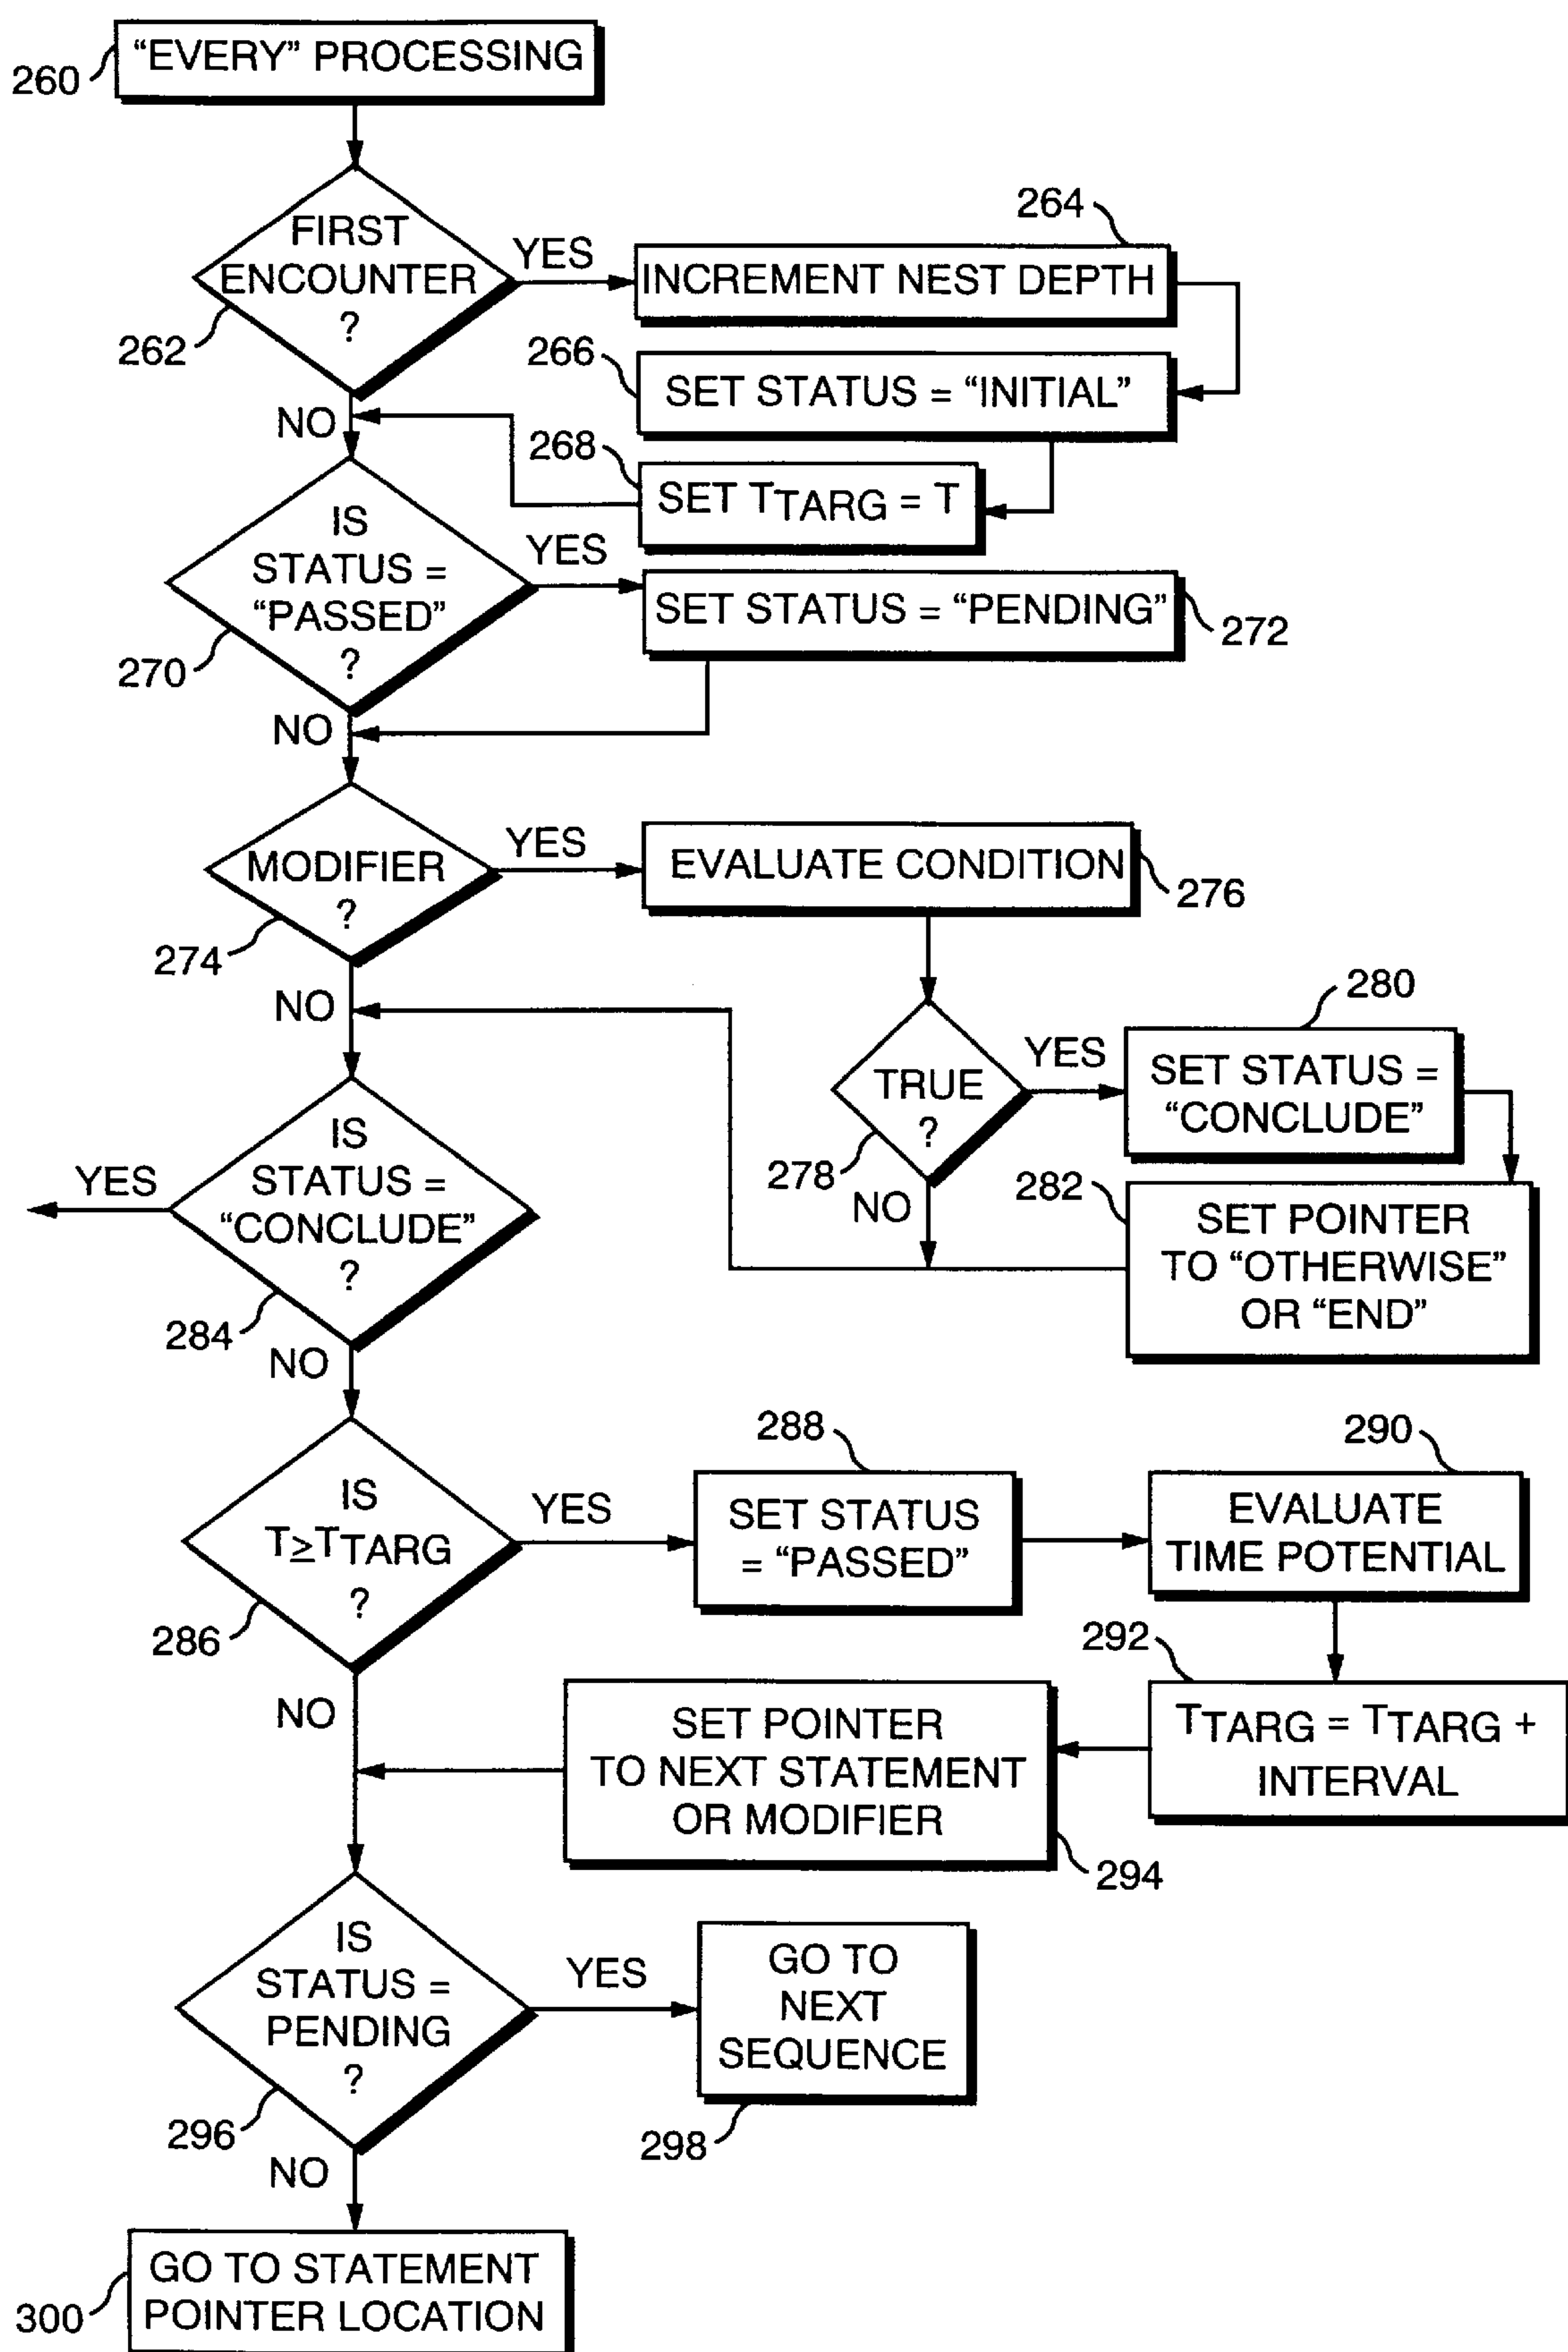 260
“EVERY” PROCESSING
FIRST
ENCOUNTER
?
262
YES
264
INCREMENT NEST DEPTH
266
SET STATUS = “INITIAL”
NO
268
SET TTARG = T
IS
STATUS =
“PASSED”
?
270
YES
SET STATUS = “PENDING”
272
NO
MODIFIER
?
274
YES
EVALUATE CONDITION
276
NO
TRUE
?
278
YES
280
SET STATUS =
“CONCLUDE”
NO
282
SET POINTER
TO “OTHERWISE”
OR “END”
YES
IS
STATUS =
“CONCLUDE”
?
284
NO
IS
T≥TTARG
?
286
YES
288
SET STATUS
= “PASSED”
290
EVALUATE
TIME POTENTIAL
292
TTARG = TTARG +
INTERVAL
NO
SET POINTER
TO NEXT STATEMENT
OR MODIFIER
294
IS
STATUS =
PENDING
?
296
YES
GO TO
NEXT
SEQUENCE
298
NO
GO TO STATEMENT
POINTER LOCATION
300